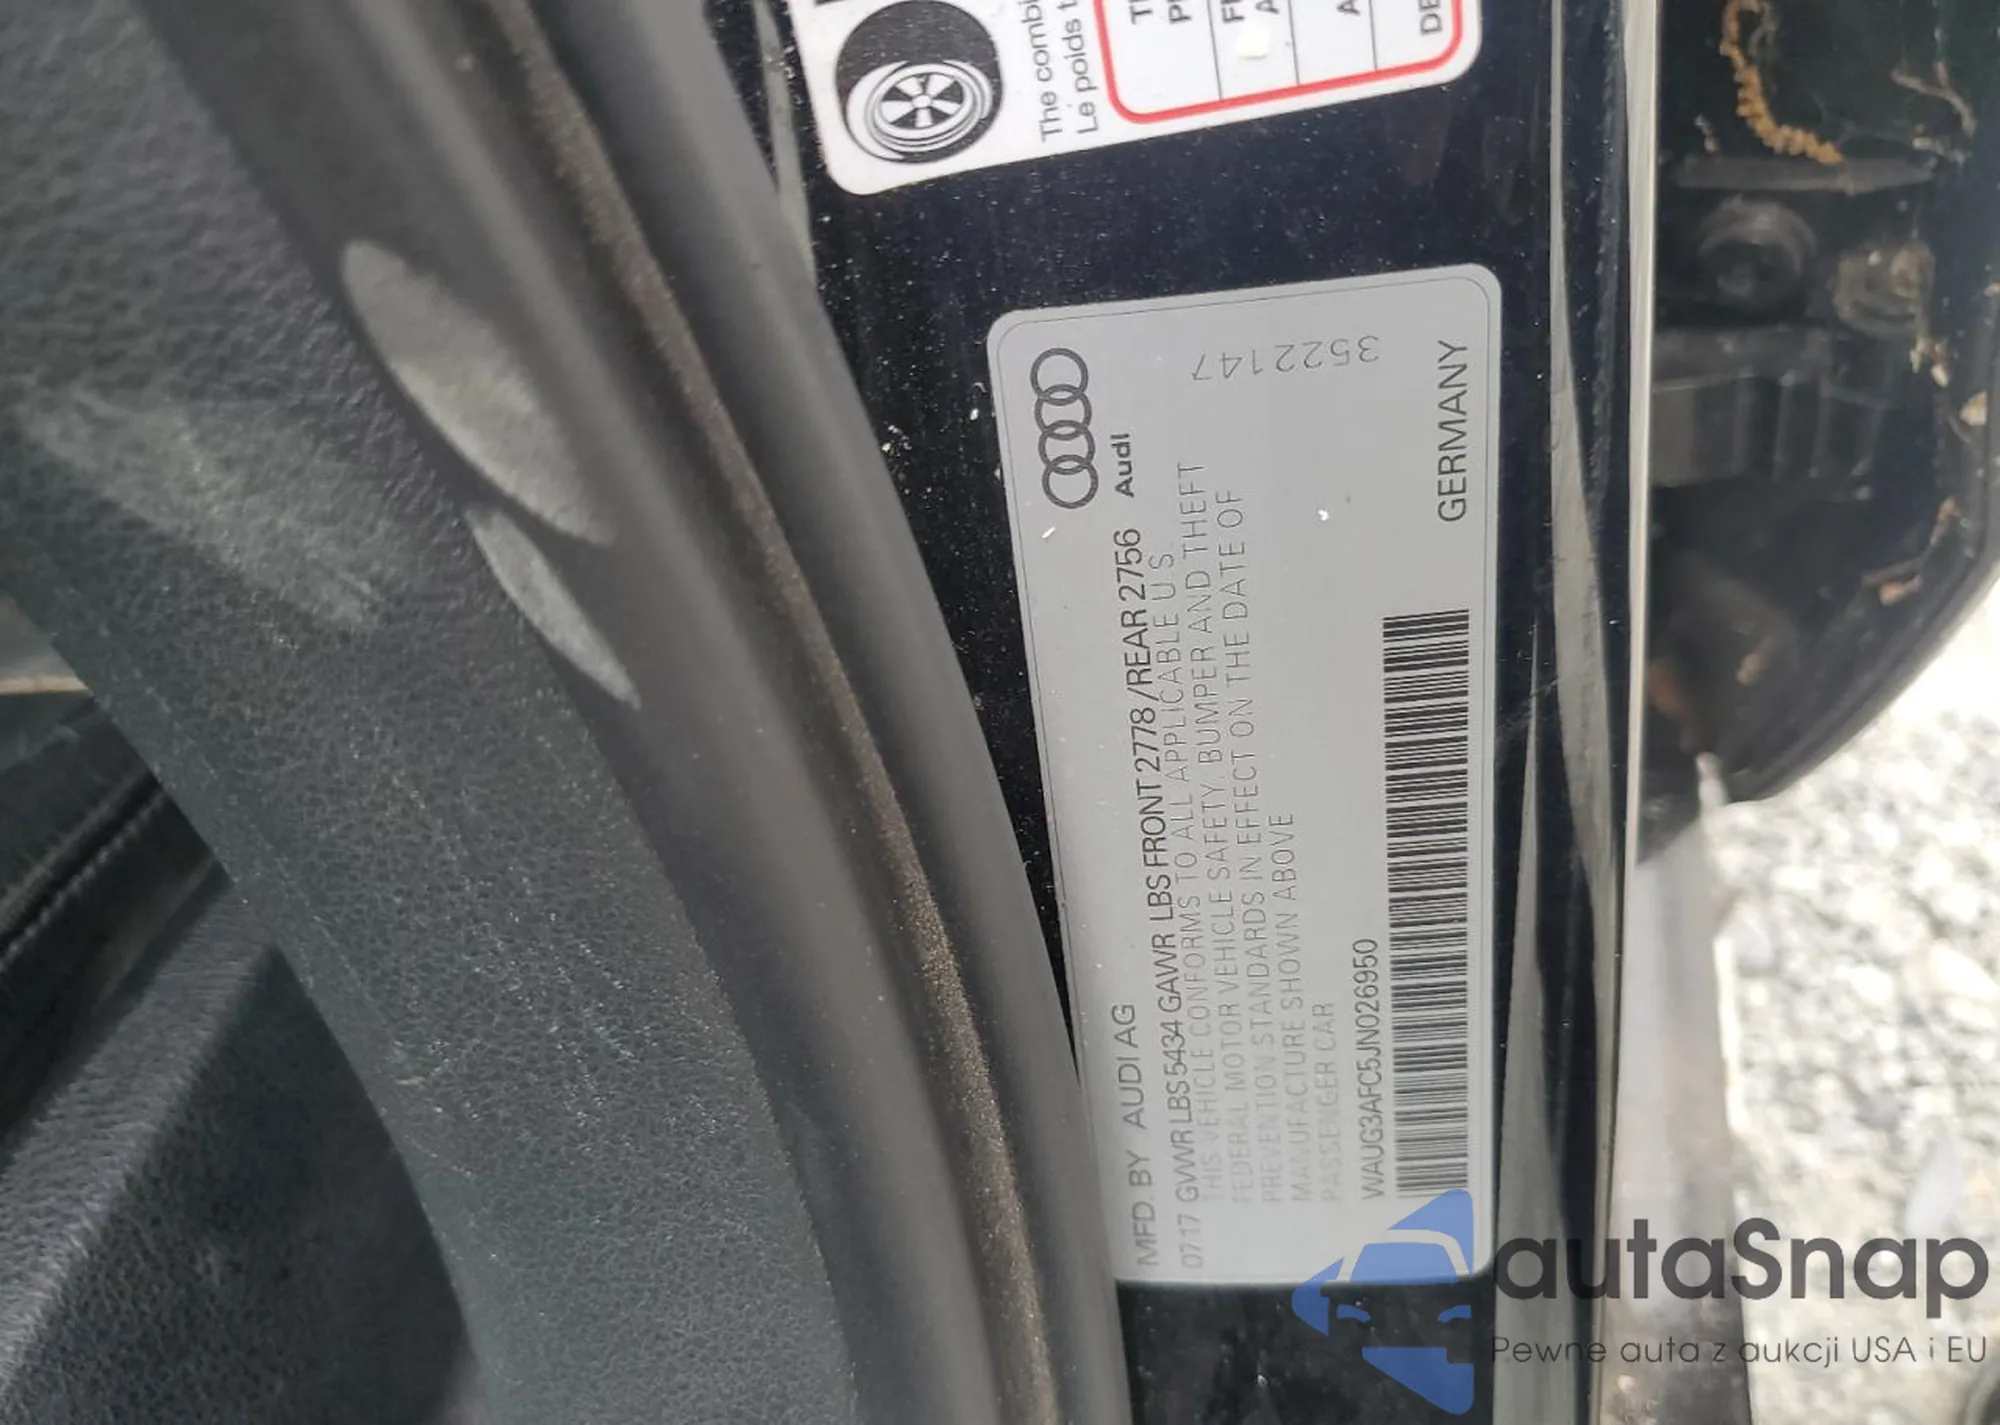 The combi
Le poids t
Audi
3522147
MFD BY AUDI AG
07 17 GVWR LBS 5434 GAWR LBS FRONT 2778/REAR 2756
THIS VEHICLE CONFORMS TO ALL APPLICABLE U S
FEDERAL MOTOR VEHICLE SAFETY, BUMPER AND THEFT
PREVENTION STANDARDS IN EFFECT ON THE DATE OF
MANUFACTURE SHOWN ABOVE
PASSENGER CAR
WAUG3AFC5JN026950
GERMANY
autaSnap
Pewne auta z aukcji USA i EU